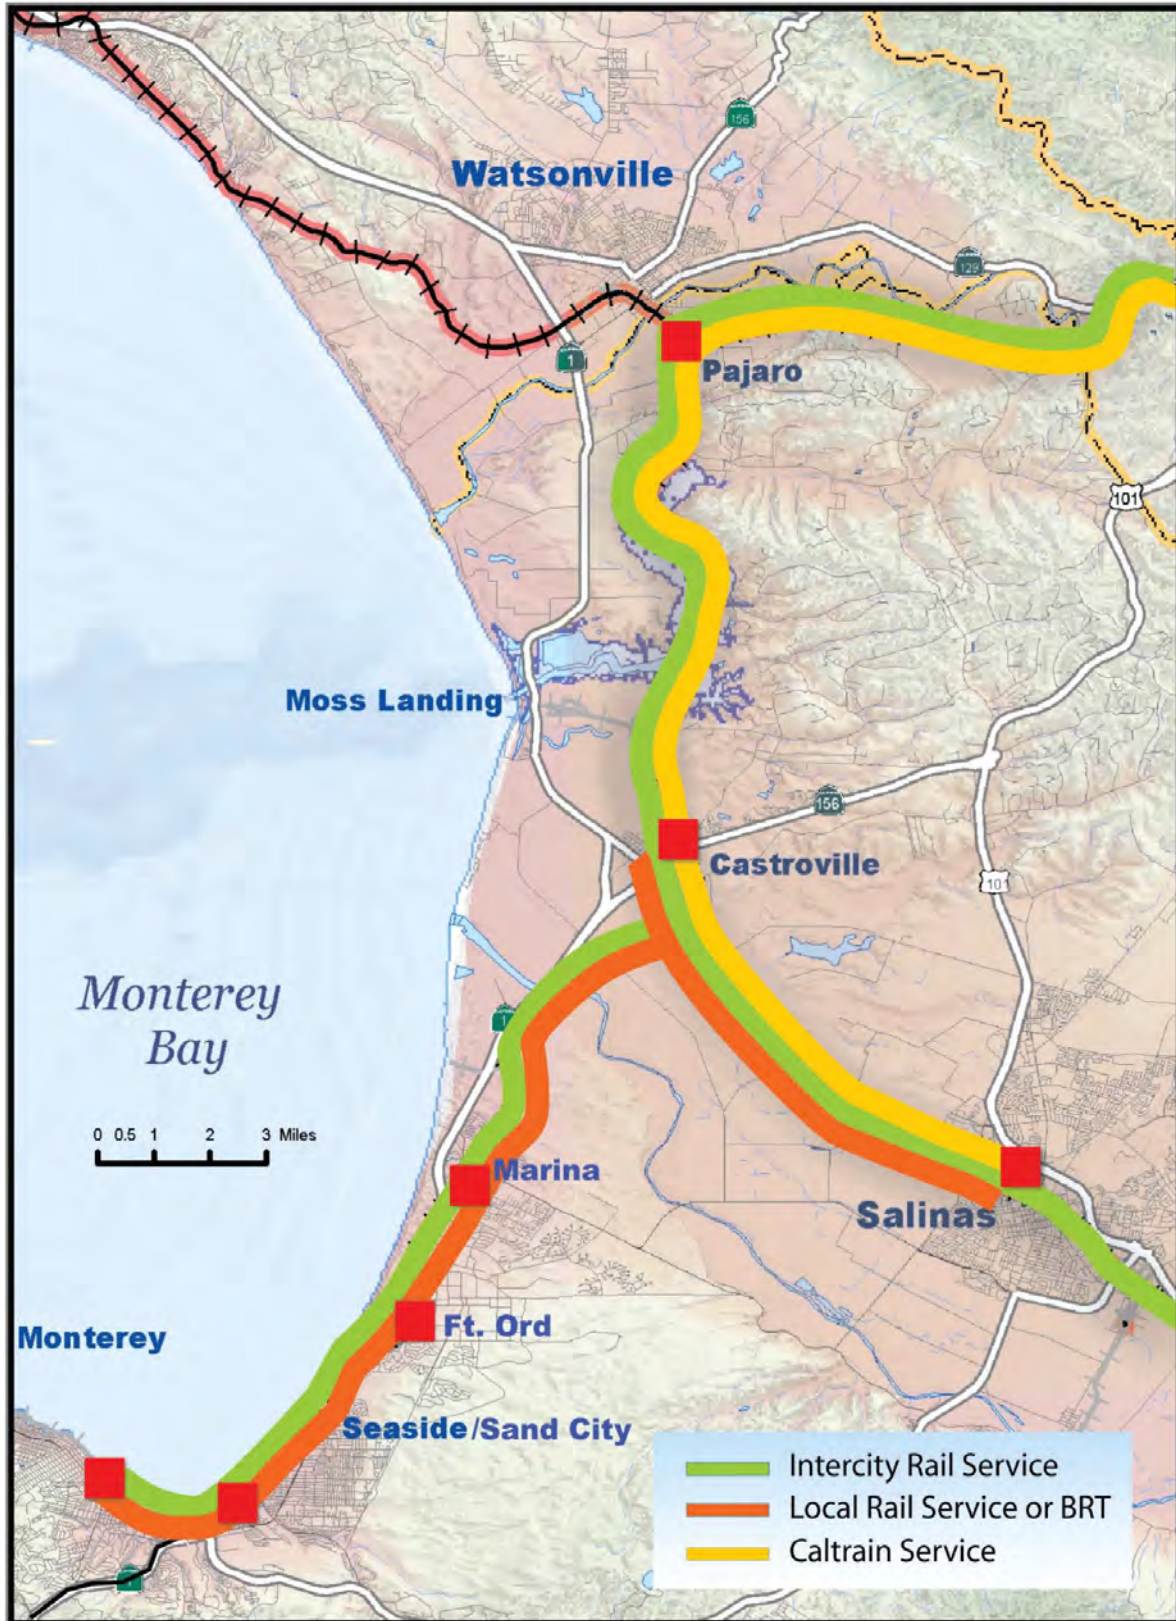 156
Watsonville
129
1
Pajaro
101
Moss Landing
156
Castroville
101
Monterey
Bay
1
0 0.5 1 2 3 Miles
Marina
Salinas
Ft. Ord
Monterey
Seaside/Sand City
Intercity Rail Service
Local Rail Service or BRT
Caltrain Service
1